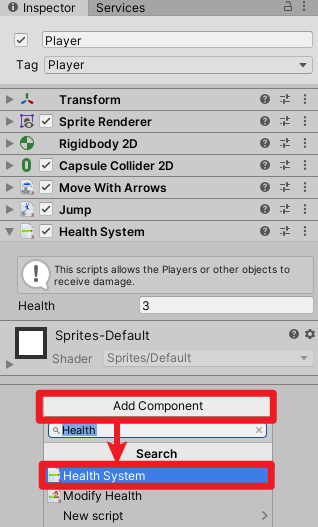 Inspector Services
Player
Tag Player
Transform
Sprite Renderer
Rigidbody 2D
Capsule Collider 2D
Move With Arrows
Jump
Health System
This scripts allows the Players or other objects to
receive damage.
Health 3
Sprites-Default
Shader Sprites/Default
Add Component
Health
Search
Health System
Modify Health
New script